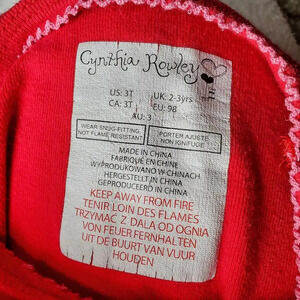 Cynthia Rowley
US: 3T UK: 2-3yrs
CA: 3T EU: 98
AU: 3
WEAR SNUG-FITTING,
NOT FLAME RESISTANT
PORTER AJUSTÉ
NON IGNIFUGE
MADE IN CHINA
FABRIQUÉ EN CHINE
WYPRODUKOWANO W CHINACH
HERGESTELLT IN CHINA
GEPRODUCEERD IN CHINA
KEEP AWAY FROM FIRE
TENIR LOIN DES FLAMES
TRZYMAĆ Z DALA OD OGNIA
VON FEUER FERNHALTEN
UIT DE BUURT VAN VUUR
HOUDEN